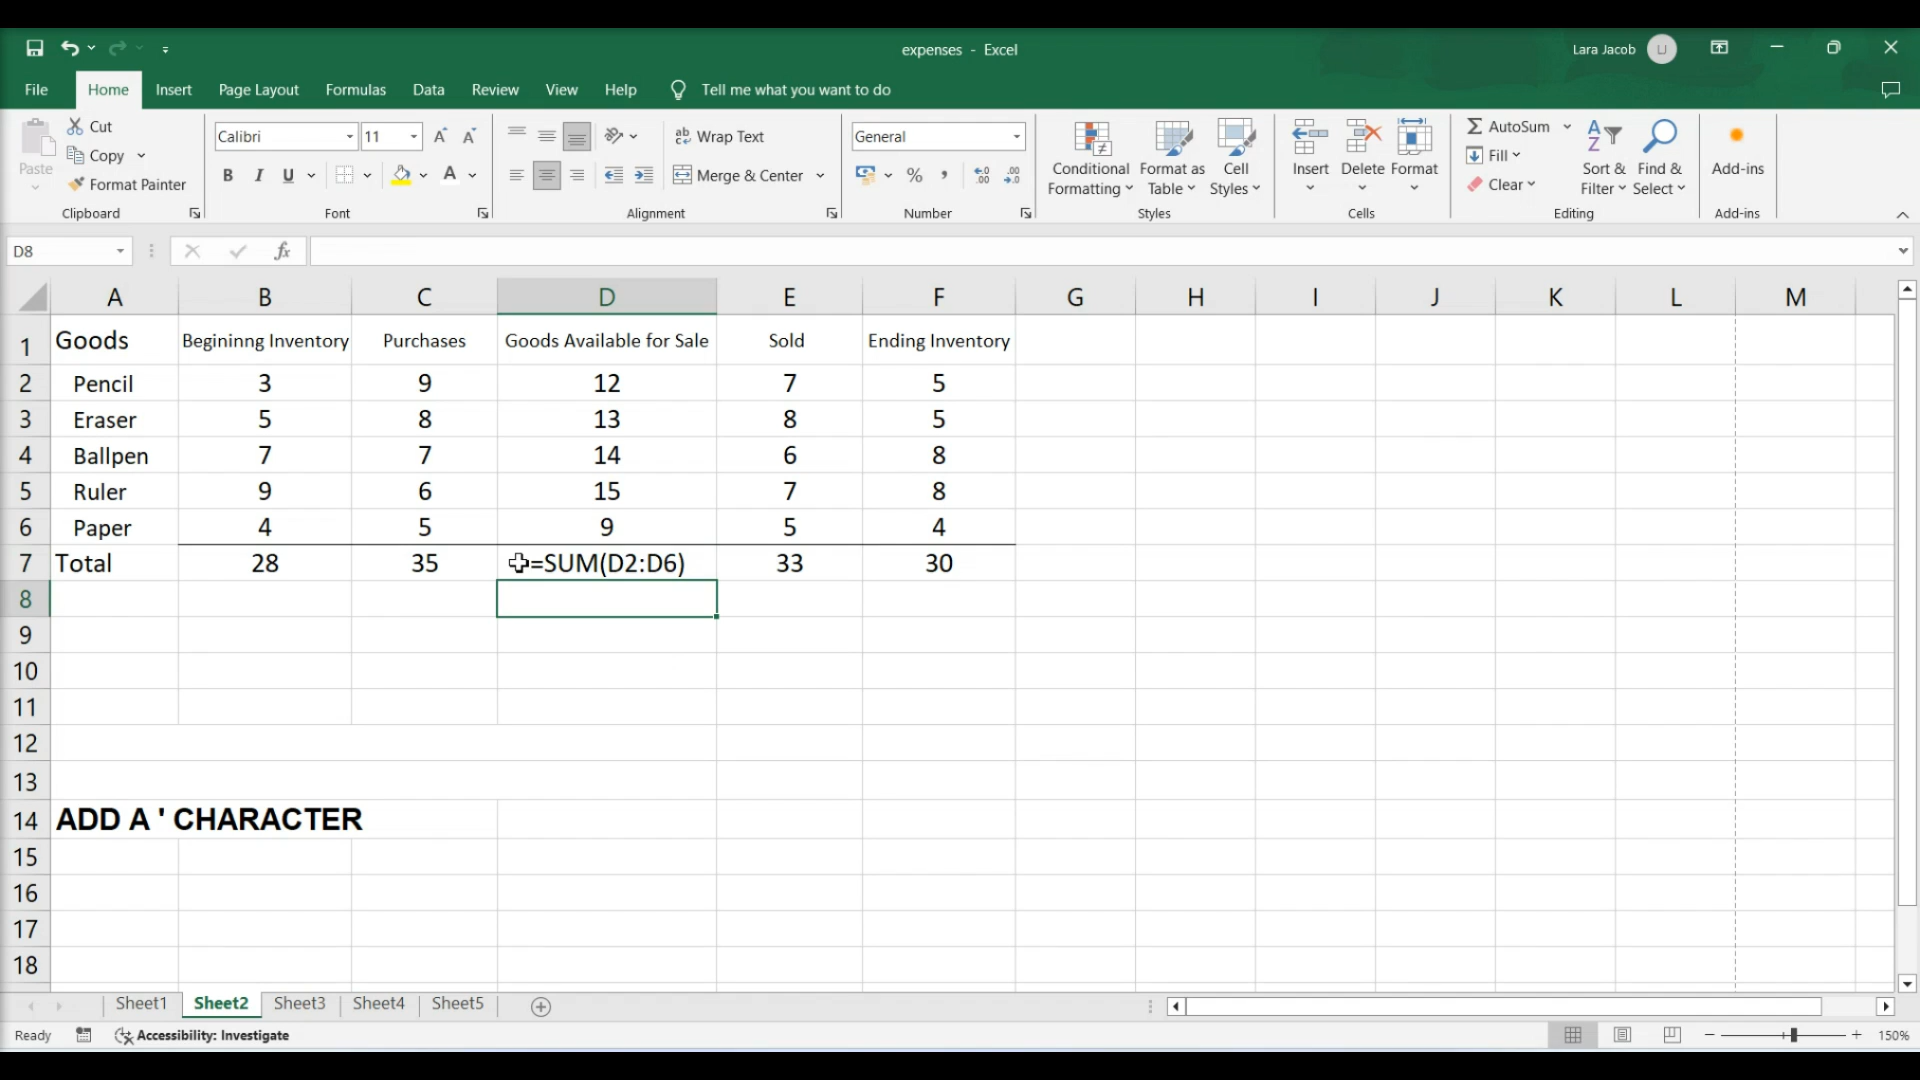 expenses - Excel
Lara Jacob LJ
File Home Insert Page Layout Formulas Data Review View Help Tell me what you want to do
Paste
Cut
Copy
Format Painter
Clipboard
Calibri 11
B I U
Font
ab Wrap Text
Merge & Center
Alignment
General
%
Number
Conditional Formatting
Format as Table
Cell Styles
Styles
Insert Delete Format
Cells
AutoSum
Fill
Clear
Sort & Filter
Find & Select
Editing
Add-ins
Add-ins
D8 fx
A B C D E F G H I J K L M
1 Goods Begininng Inventory Purchases Goods Available for Sale Sold Ending Inventory
2 Pencil 3 9 12 7 5
3 Eraser 5 8 13 8 5
4 Ballpen 7 7 14 6 8
5 Ruler 9 6 15 7 8
6 Paper 4 5 9 5 4
7 Total 28 35 =SUM(D2:D6) 33 30
8
9
10
11
12
13
14 ADD A ' CHARACTER
15
16
17
18
Sheet1 Sheet2 Sheet3 Sheet4 Sheet5
Ready Accessibility: Investigate 150%